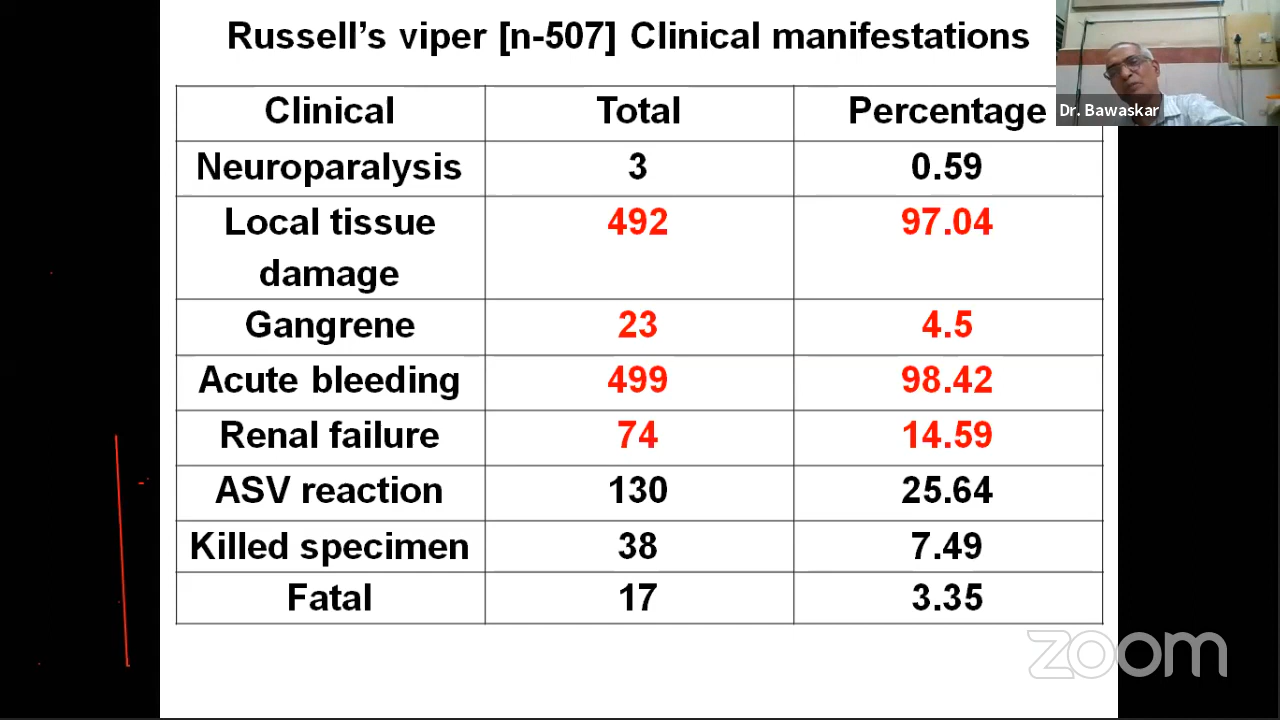 Russell's viper [n-507] Clinical manifestations
Dr. Bawaskar
Clinical Total Percentage
Neuroparalysis 3 0.59
Local tissue damage 492 97.04
Gangrene 23 4.5
Acute bleeding 499 98.42
Renal failure 74 14.59
ASV reaction 130 25.64
Killed specimen 38 7.49
Fatal 17 3.35
zoom